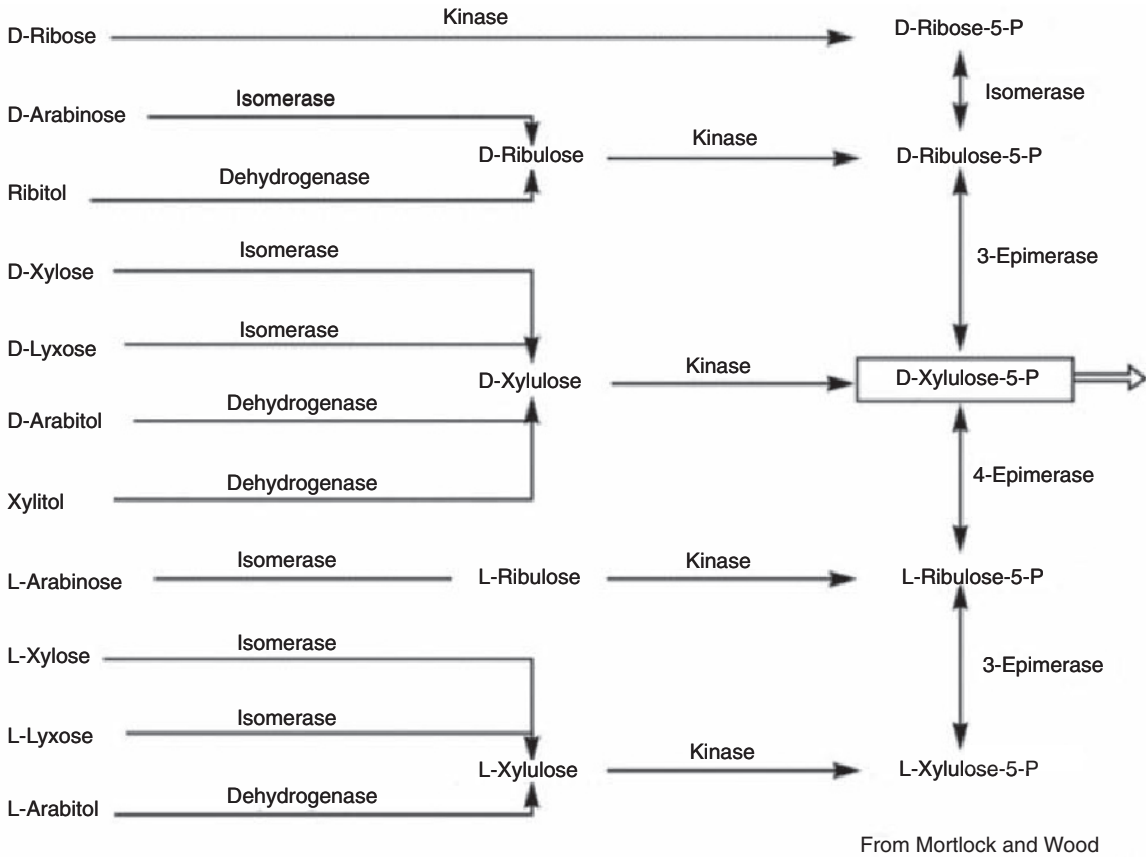 Kinase
D-Ribose
D-Ribose-5-P
Isomerase
Isomerase
D-Arabinose
D-Ribulose
Kinase
D-Ribulose-5-P
Dehydrogenase
Ribitol
Isomerase
3-Epimerase
D-Xylose
Isomerase
D-Lyxose
D-Xylulose
Kinase
D-Xylulose-5-P
Dehydrogenase
D-Arabitol
4-Epimerase
Dehydrogenase
Xylitol
Isomerase
L-Arabinose
L-Ribulose
Kinase
L-Ribulose-5-P
Isomerase
L-Xylose
3-Epimerase
Isomerase
L-Lyxose
L-Xylulose
Kinase
L-Xylulose-5-P
Dehydrogenase
L-Arabitol
From Mortlock and Wood